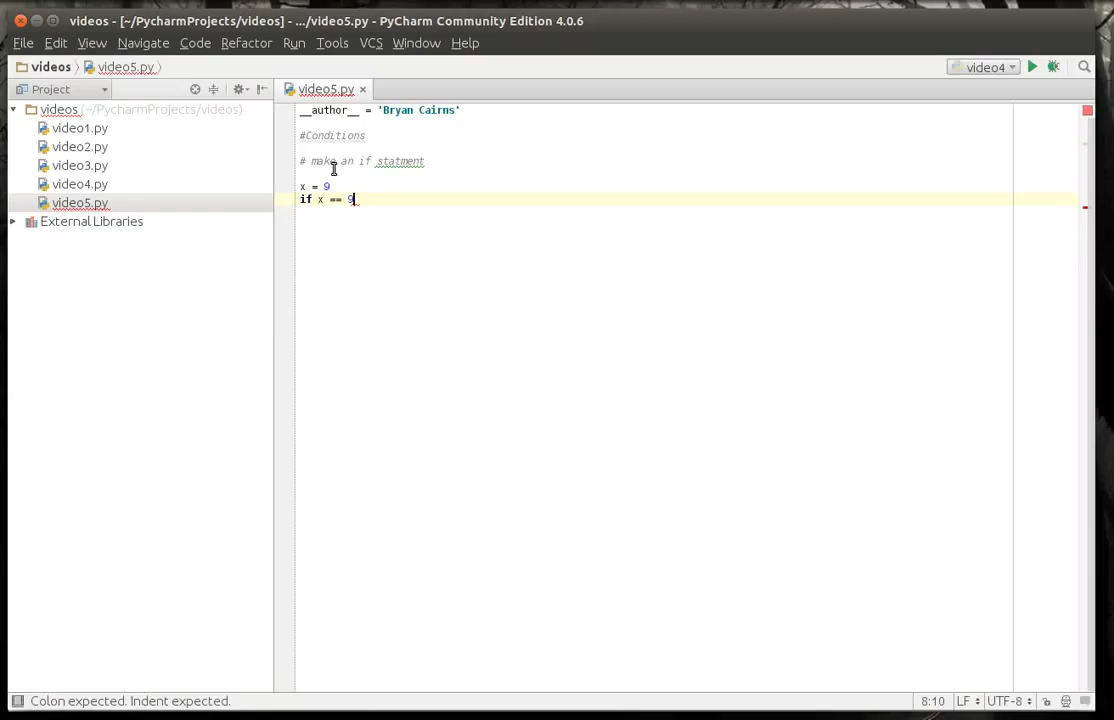 videos - [~/PycharmProjects/videos] - .../video5.py - PyCharm Community Edition 4.0.6
File Edit View Navigate Code Refactor Run Tools VCS Window Help
videos video5.py video4
Project video5.py
videos (~/PycharmProjects/videos)
video1.py
video2.py
video3.py
video4.py
video5.py
External Libraries
__author__ = 'Bryan Cairns'
#Conditions
# make an if statment
x = 9
if x == 9
Colon expected. Indent expected. 8:10 LF UTF-8